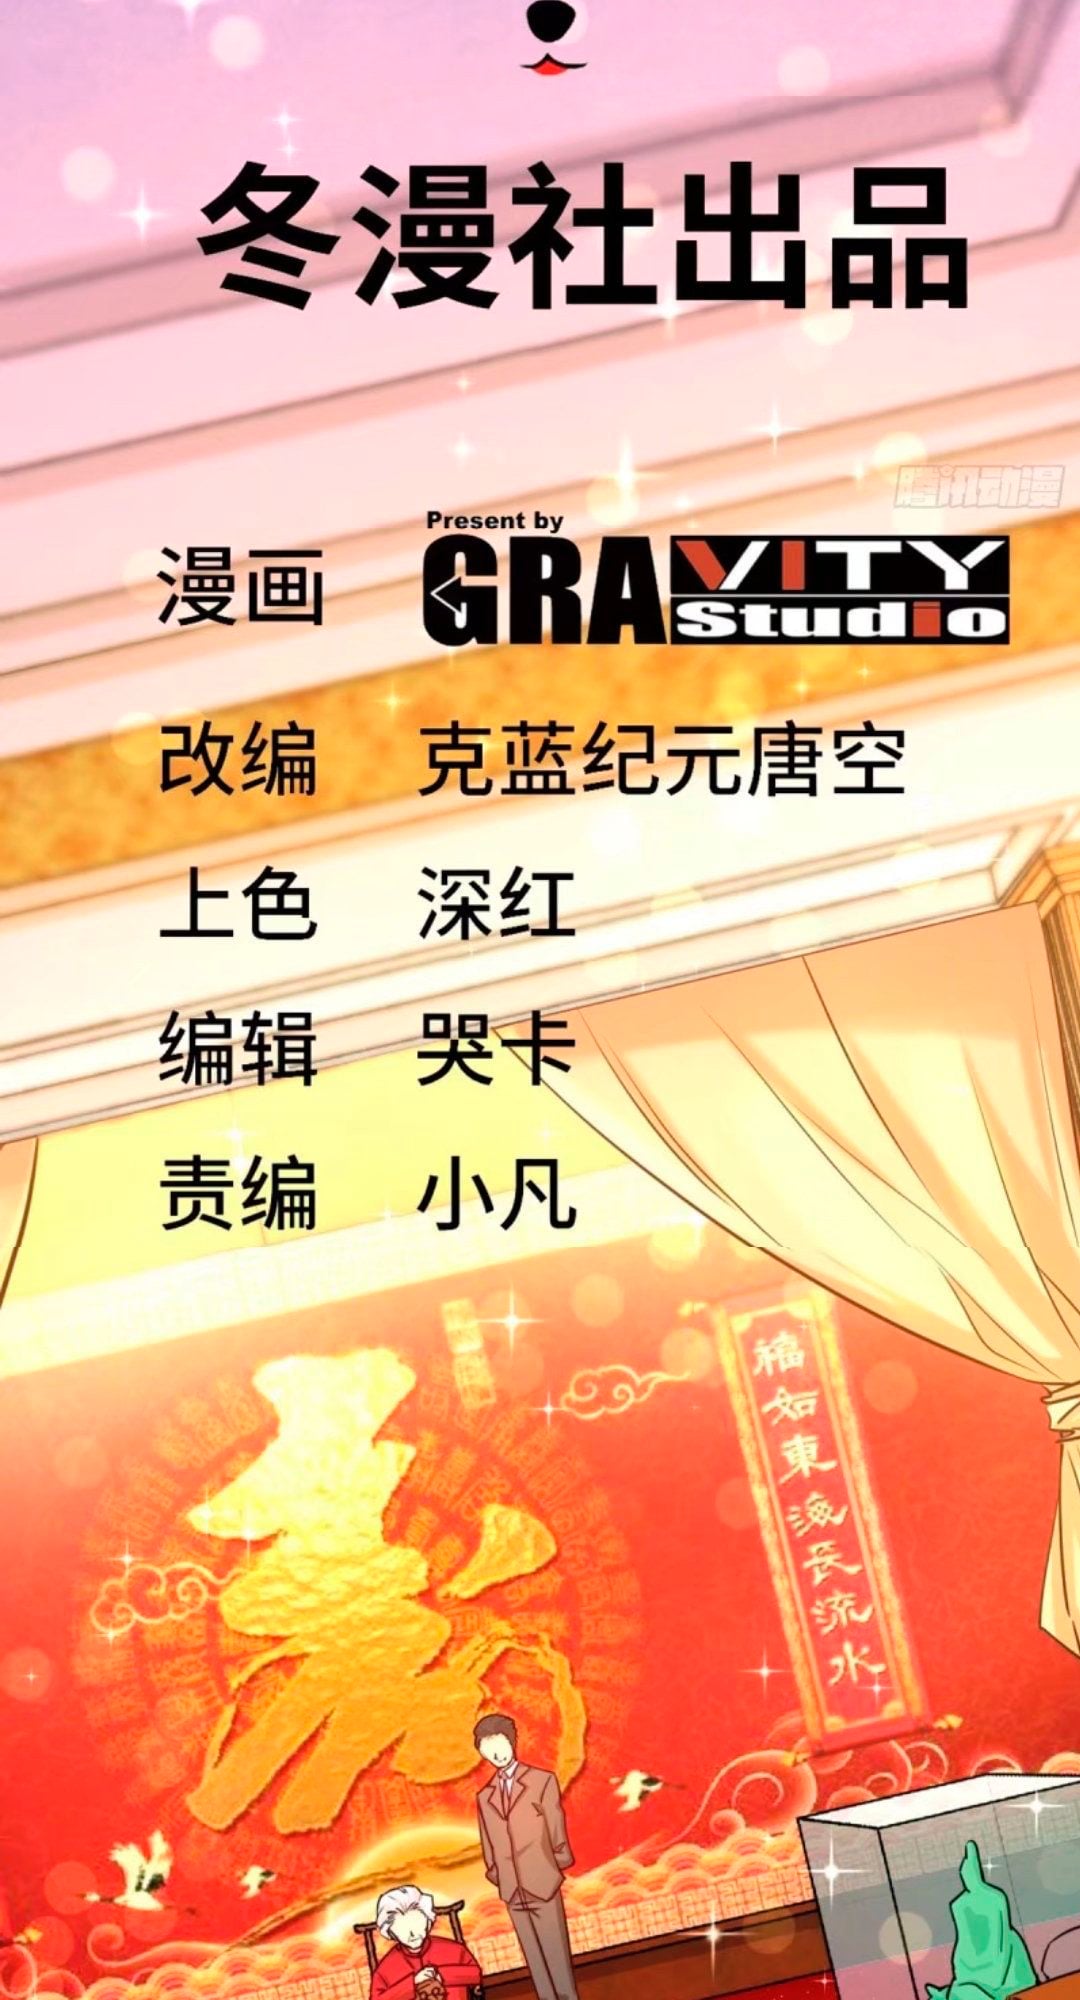 冬漫社出品
腾讯动漫
Present by
漫画 GRAVITY Studio
改编 克蓝纪元唐空
上色 深红
编辑 哭卡
责编 小凡
寿
福如東海長流水